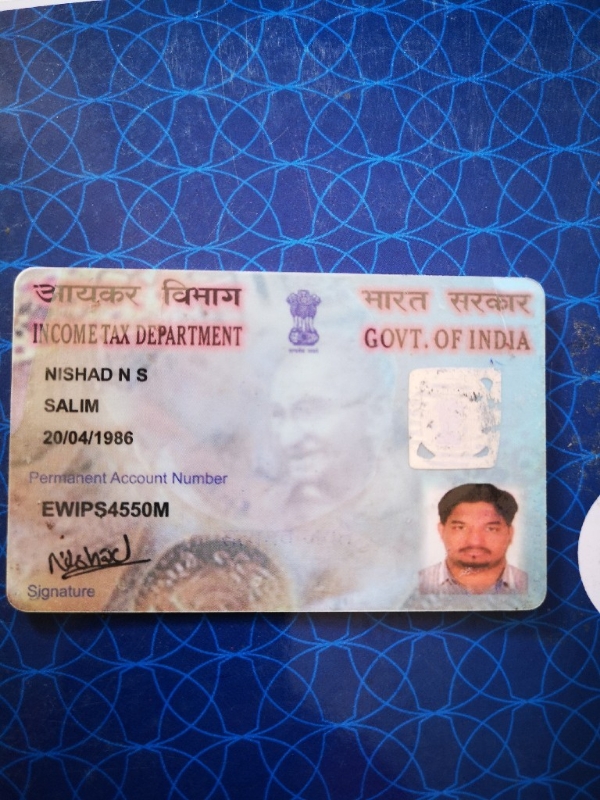 आयकर विभाग
INCOME TAX DEPARTMENT
भारत सरकार
GOVT. OF INDIA
NISHAD N S
SALIM
20/04/1986
Permanent Account Number
EWIPS4550M
Nishad
Signature